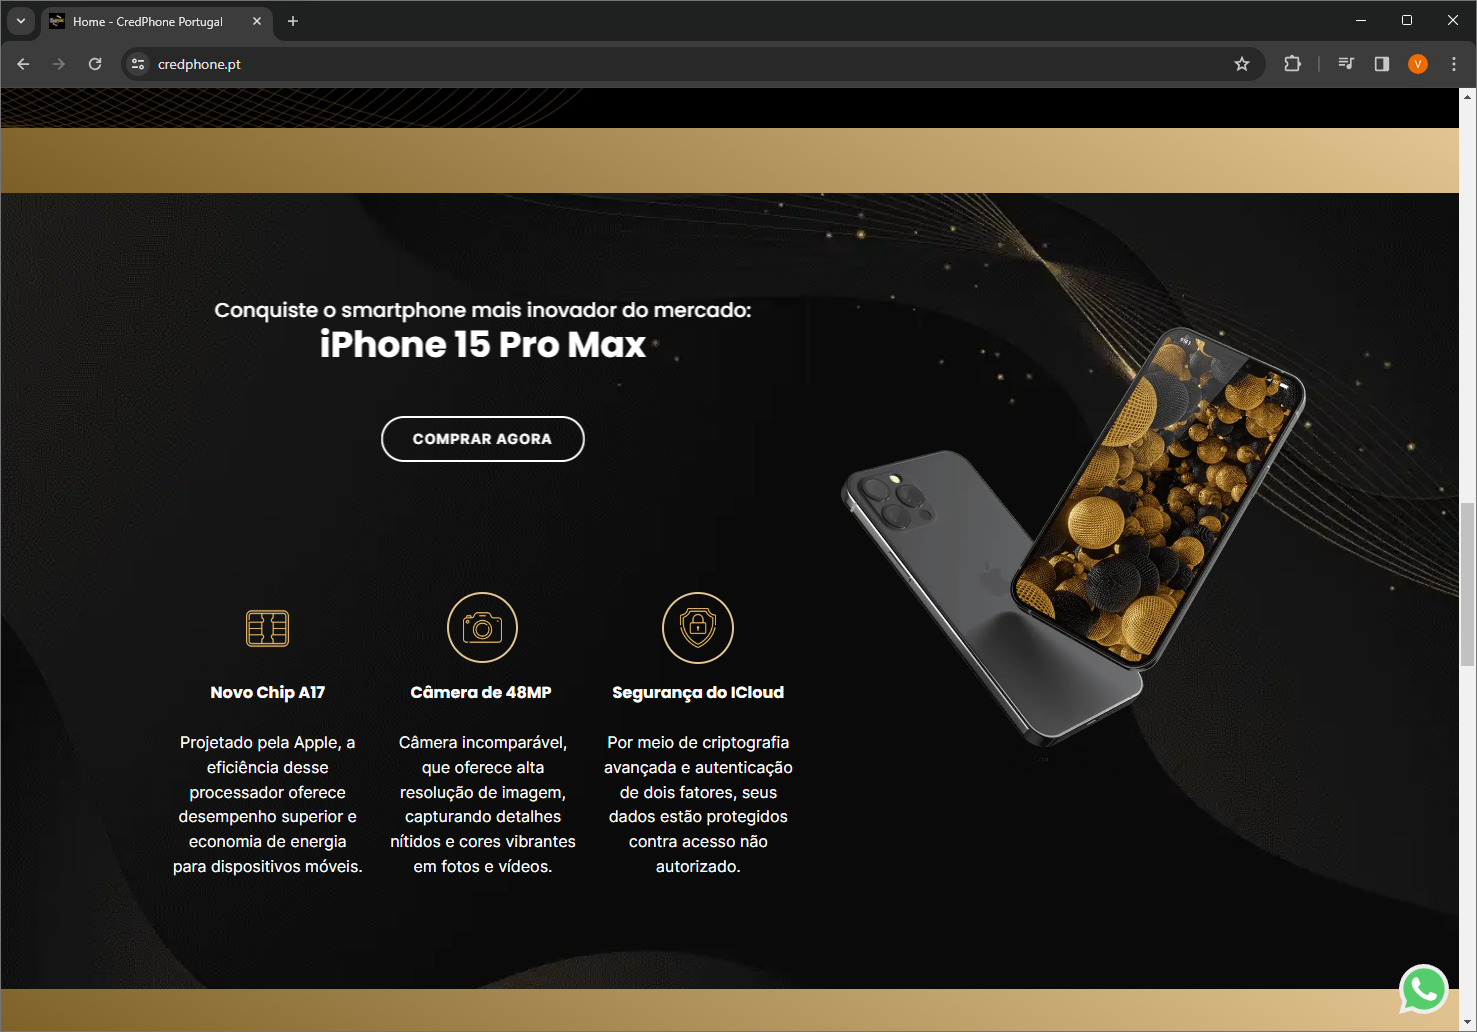 Home - CredPhone Portugal
credphone.pt
V
Conquiste o smartphone mais inovador do mercado:
iPhone 15 Pro Max
COMPRAR AGORA
Novo Chip A17
Projetado pela Apple, a
eficiência desse
processador oferece
desempenho superior e
economia de energia
para dispositivos móveis.
Câmera de 48MP
Câmera incomparável,
que oferece alta
resolução de imagem,
capturando detalhes
nítidos e cores vibrantes
em fotos e vídeos.
Segurança do ICloud
Por meio de criptografia
avançada e autenticação
de dois fatores, seus
dados estão protegidos
contra acesso não
autorizado.